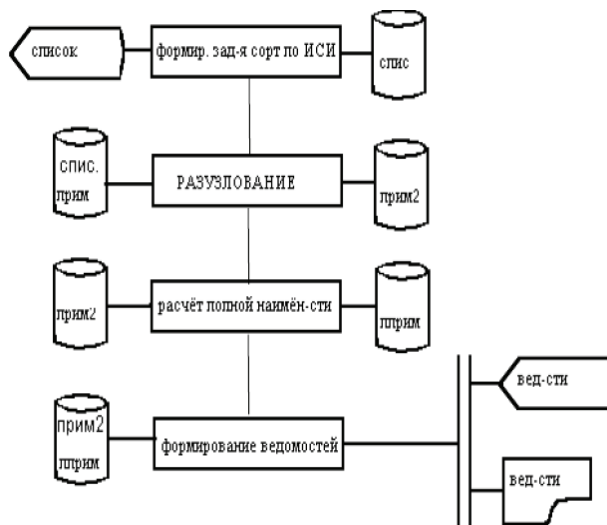 список
формир. зад-я сорт по ИСИ
спис
спис.
прим
РАЗУЗЛОВАНИЕ
прим2
прим2
расчёт попной наимён-сти
пприм
вед-сти
прим2
пприм
формирование ведомостей
вед-сти